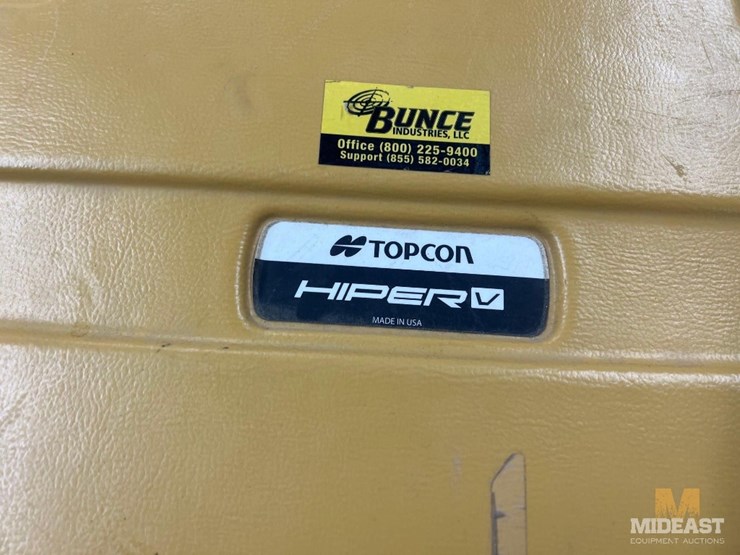 BUNCE
INDUSTRIES, LLC
Office (800) 225-9400
Support (855) 582-0034
TOPCON
HIPER V
MADE IN USA
M
MIDEAST
EQUIPMENT AUCTIONS